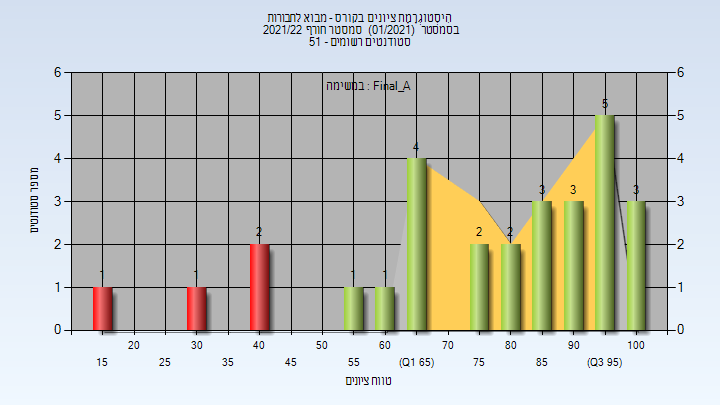 היסטוגרמת ציונים בקורס - מבוא לחבורות
בסמסטר (01/2021) סמסטר חורף 2021/22
סטודנטים רשומים - 51
במשימה : Final_A
מספר סטודנטים
6 6
5 5
4 4
3 3
2 2
1 1
0 0
1 1 2 1 1 4 2 2 3 3 5 3
20 30 40 50 60 70 80 90 100
15 25 35 45 55 (Q1 65) 75 85 (Q3 95)
טווח ציונים